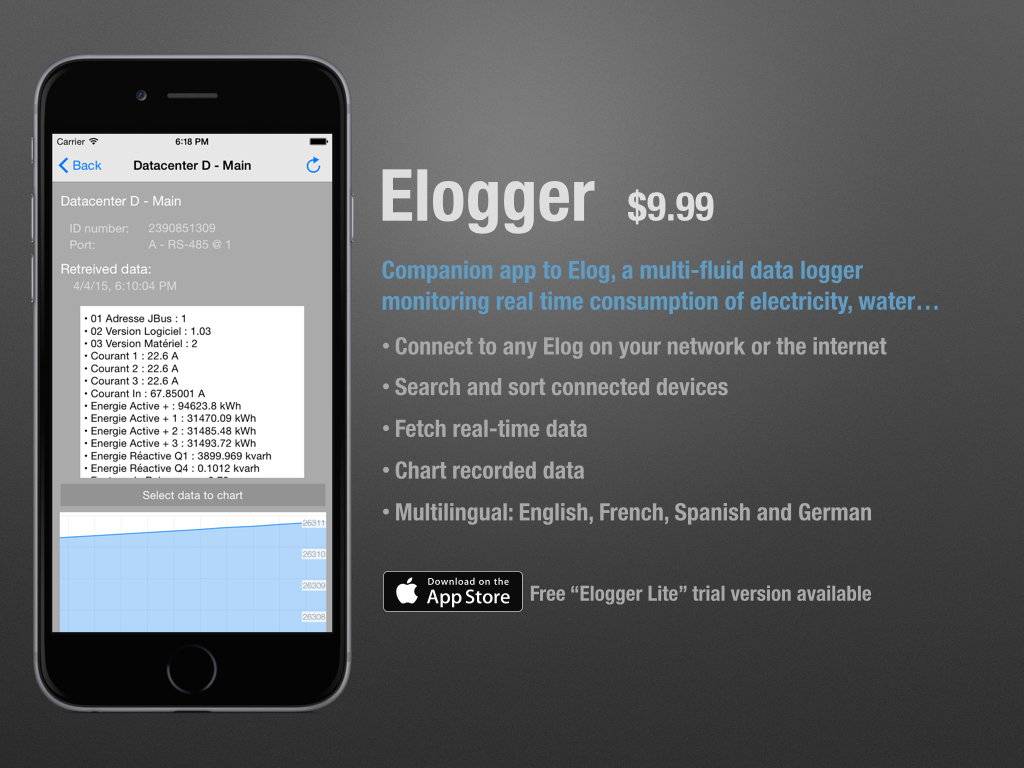 Carrier 6:18 PM
Back Datacenter D - Main
Datacenter D - Main
ID number: 2390851309
Port: A - RS-485 @ 1
Retreived data:
4/4/15, 6:10:04 PM
• 01 Adresse JBus : 1
• 02 Version Logiciel : 1.03
• 03 Version Matériel : 2
• Courant 1 : 22.6 A
• Courant 2 : 22.6 A
• Courant 3 : 22.6 A
• Courant In : 67.85001 A
• Energie Active + : 94623.8 kWh
• Energie Active + 1 : 31470.09 kWh
• Energie Active + 2 : 31485.48 kWh
• Energie Active + 3 : 31493.72 kWh
• Energie Réactive Q1 : 3899.969 kvarh
• Energie Réactive Q4 : 0.1012 kvarh
Select data to chart
26311
26310
26309
26308
Elogger $9.99
Companion app to Elog, a multi-fluid data logger
monitoring real time consumption of electricity, water…
• Connect to any Elog on your network or the internet
• Search and sort connected devices
• Fetch real-time data
• Chart recorded data
• Multilingual: English, French, Spanish and German
Download on the
App Store
Free “Elogger Lite” trial version available